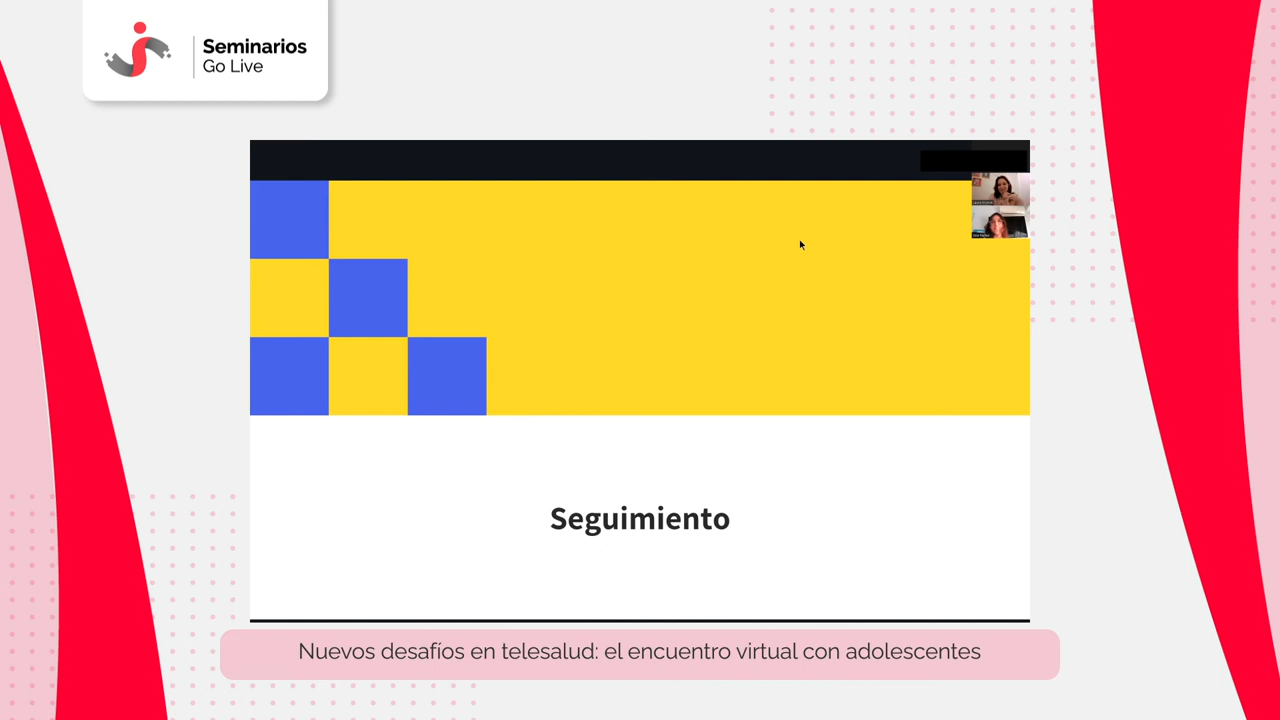 Seminarios
Go Live
Seguimiento
Nuevos desafíos en telesalud: el encuentro virtual con adolescentes